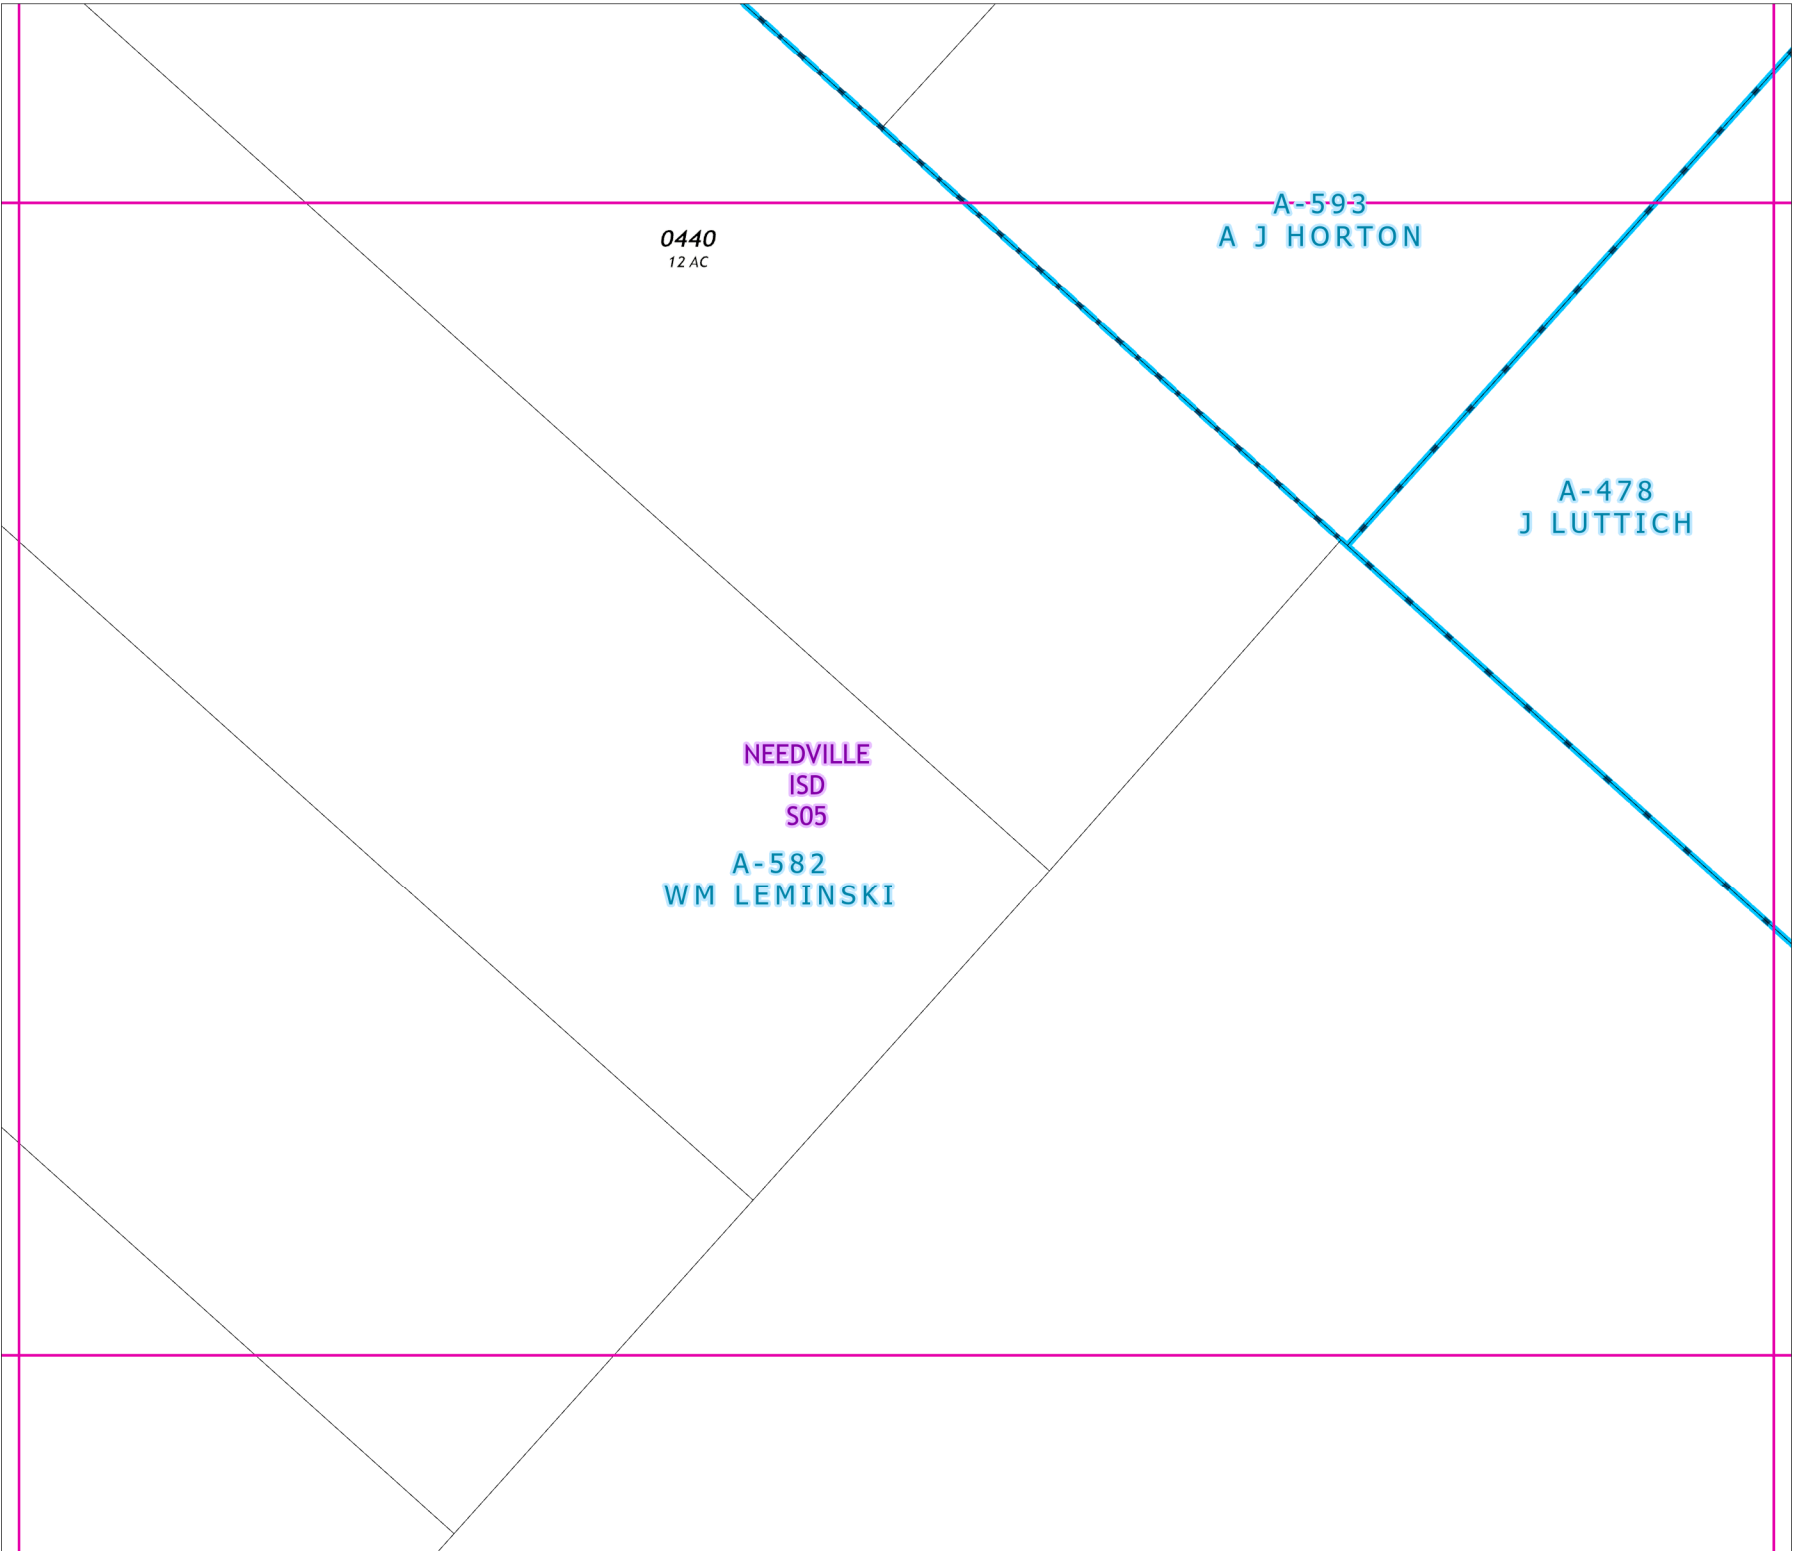 A-593
A J HORTON
0440
12 AC
A-478
J LUTTICH
NEEDVILLE
ISD
S05
A-582
WM LEMINSKI